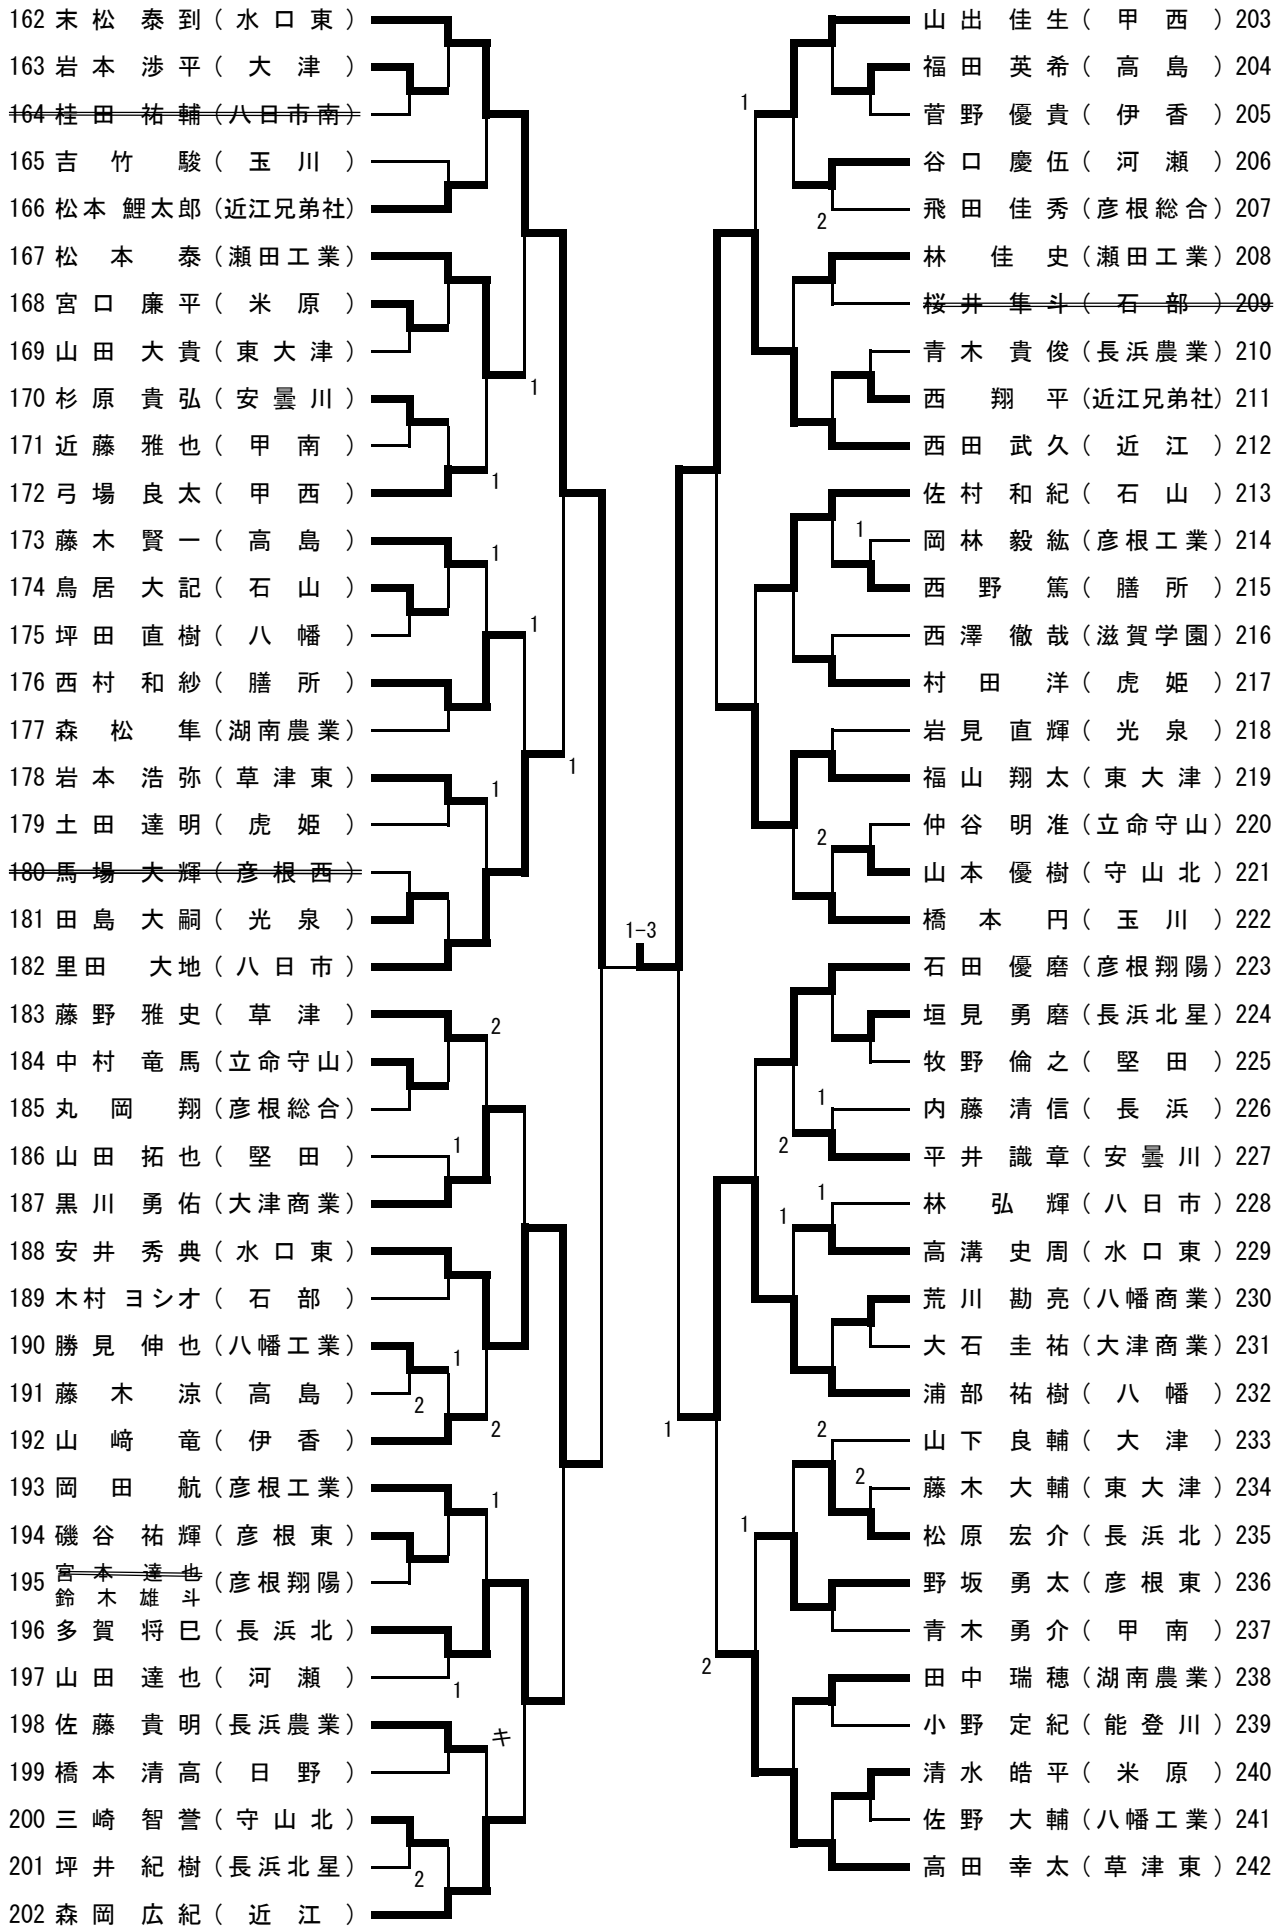 162 末松 泰到 (水口東)
163 岩本 渉平 (大津)
164 桂田 祐輔 (八日市南)
165 吉竹 駿 (玉川)
166 松本 鯉太郎 (近江兄弟社)
167 松本 泰 (瀬田工業)
168 宮口 廉平 (米原)
169 山田 大貴 (東大津)
170 杉原 貴弘 (安曇川)
1
171 近藤 雅也 (甲南)
172 弓場 良太 (甲西)
1
173 藤木 賢一 (高島)
1
174 鳥居 大記 (石山)
175 坪田 直樹 (八幡)
1
176 西村 和紗 (膳所)
177 森松 隼 (湖南農業)
178 岩本 浩弥 (草津東)
1
1
179 土田 達明 (虎姫)
180 馬場 大輝 (彦根西)
181 田島 大嗣 (光泉)
182 里田 大地 (八日市)
183 藤野 雅史 (草津)
2
184 中村 竜馬 (立命守山)
185 丸岡 翔 (彦根総合)
186 山田 拓也 (堅田)
1
187 黒川 勇佑 (大津商業)
188 安井 秀典 (水口東)
189 木村 ヨシオ (石部)
190 勝見 伸也 (八幡工業)
1
191 藤木 涼 (高島)
2
192 山﨑 竜 (伊香)
2
193 岡田 航 (彦根工業)
1
194 磯谷 祐輝 (彦根東)
宮本 達也
195 (彦根翔陽)
鈴木 雄斗
196 多賀 将巳 (長浜北)
197 山田 達也 (河瀬)
1
198 佐藤 貴明 (長浜農業)
キ
199 橋本 清高 (日野)
200 三崎 智誉 (守山北)
201 坪井 紀樹 (長浜北星)
2
202 森岡 広紀 (近江)
1-3
山出 佳生 (甲西) 203
福田 英希 (高島) 204
1
菅野 優貴 (伊香) 205
谷口 慶伍 (河瀬) 206
飛田 佳秀 (彦根総合) 207
2
林 佳史 (瀬田工業) 208
桜井 隼斗 (石部) 209
青木 貴俊 (長浜農業) 210
西 翔平 (近江兄弟社) 211
西田 武久 (近江) 212
佐村 和紀 (石山) 213
1
岡林 毅紘 (彦根工業) 214
西野 篤 (膳所) 215
西澤 徹哉 (滋賀学園) 216
村田 洋 (虎姫) 217
岩見 直輝 (光泉) 218
福山 翔太 (東大津) 219
仲谷 明准 (立命守山) 220
2
山本 優樹 (守山北) 221
橋本 円 (玉川) 222
石田 優磨 (彦根翔陽) 223
垣見 勇磨 (長浜北星) 224
牧野 倫之 (堅田) 225
1
内藤 清信 (長浜) 226
2
平井 識章 (安曇川) 227
1
林 弘輝 (八日市) 228
1
高溝 史周 (水口東) 229
荒川 勘亮 (八幡商業) 230
大石 圭祐 (大津商業) 231
浦部 祐樹 (八幡) 232
1
2
山下 良輔 (大津) 233
2
藤木 大輔 (東大津) 234
1
松原 宏介 (長浜北) 235
野坂 勇太 (彦根東) 236
青木 勇介 (甲南) 237
2
田中 瑞穂 (湖南農業) 238
小野 定紀 (能登川) 239
清水 皓平 (米原) 240
佐野 大輔 (八幡工業) 241
高田 幸太 (草津東) 242